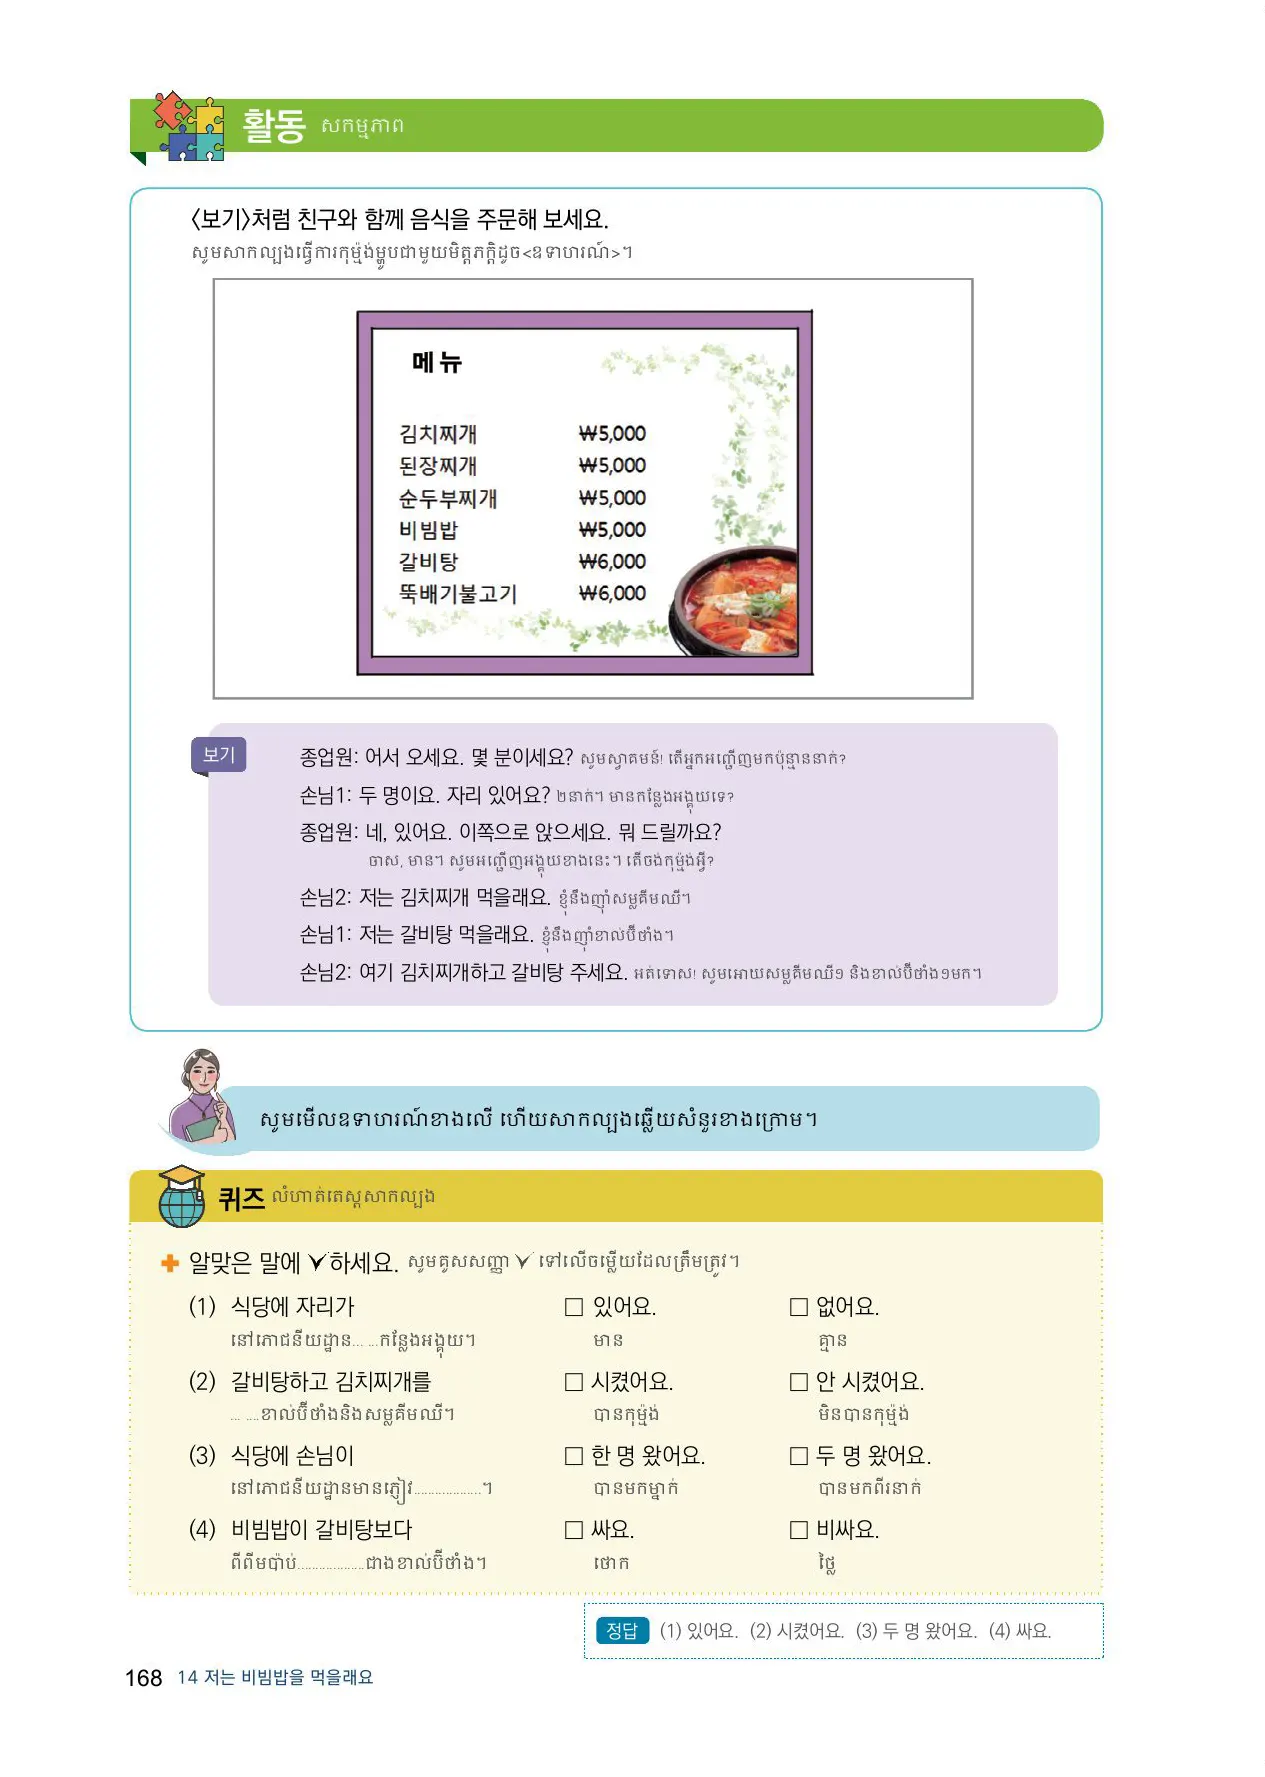 활동 សកម្មភាព
〈보기〉처럼 친구와 함께 음식을 주문해 보세요.
សូមសាកល្បងធ្វើការកុម្ម៉ង់ម្ហូបជាមួយមិត្តភក្តិដូច<ឧទាហរណ៍>។
메뉴
김치찌개 ₩5,000
된장찌개 ₩5,000
순두부찌개 ₩5,000
비빔밥 ₩5,000
갈비탕 ₩6,000
뚝배기불고기 ₩6,000
보기
종업원: 어서 오세요. 몇 분이세요? សូមស្វាគមន៍! តើអ្នកអញ្ជើញមកប៉ុន្មាននាក់?
손님1: 두 명이요. 자리 있어요? ២នាក់។ មានកន្លែងអង្គុយទេ?
종업원: 네, 있어요. 이쪽으로 앉으세요. 뭐 드릴까요?
ចាស, មាន។ សូមអញ្ជើញអង្គុយខាងនេះ។ តើចង់កុម្ម៉ង់អ្វី?
손님2: 저는 김치찌개 먹을래요. ខ្ញុំនឹងញ៉ាំសម្លគីមឈី។
손님1: 저는 갈비탕 먹을래요. ខ្ញុំនឹងញ៉ាំខាល់ប៊ីថាំង។
손님2: 여기 김치찌개하고 갈비탕 주세요. អត់ទោស! សូមអោយសម្លគីមឈី១ និងខាល់ប៊ីថាំង១មក។
សូមមើលឧទាហរណ៍ខាងលើ ហើយសាកល្បងឆ្លើយសំនួរខាងក្រោម។
퀴즈 លំហាត់តេស្តសាកល្បង
알맞은 말에 ⋎하세요. សូមគូសសញ្ញា ⋎ ទៅលើចម្លើយដែលត្រឹមត្រូវ។
(1) 식당에 자리가 □ 있어요. □ 없어요.
នៅភោជនីយដ្ឋាន... ...កន្លែងអង្គុយ។ មាន គ្មាន
(2) 갈비탕하고 김치찌개를 □ 시켰어요. □ 안 시켰어요.
... ....ខាល់ប៊ីថាំងនិងសម្លគីមឈី។ បានកុម្ម៉ង់ មិនបានកុម្ម៉ង់
(3) 식당에 손님이 □ 한 명 왔어요. □ 두 명 왔어요.
នៅភោជនីយដ្ឋានមានភ្ញៀវ...................។ បានមកម្នាក់ បានមកពីរនាក់
(4) 비빔밥이 갈비탕보다 □ 싸요. □ 비싸요.
ពីពីមប៉ាប់...................ជាងខាល់ប៊ីថាំង។ ថោក ថ្លៃ
정답 (1) 있어요. (2) 시켰어요. (3) 두 명 왔어요. (4) 싸요.
168 14 저는 비빔밥을 먹을래요